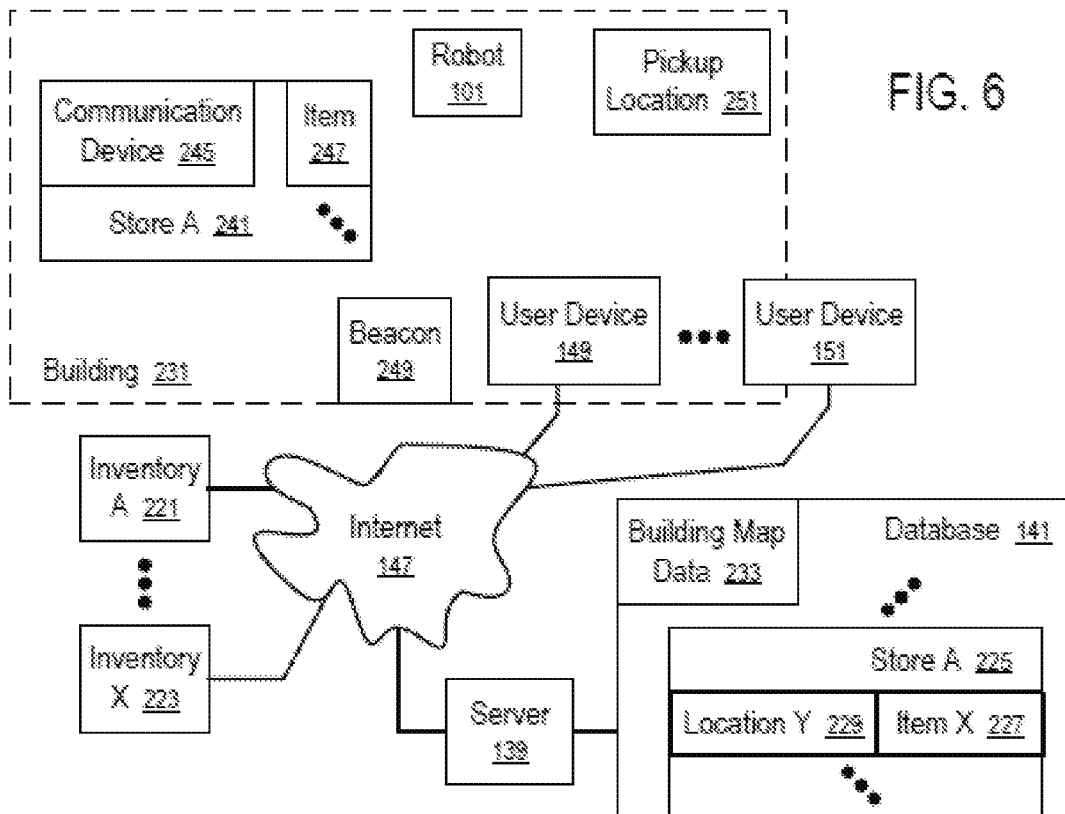 Robot
101
Pickup
Location 251
FIG. 6
Communication
Device 245
Item
247
Store A 241
Building 231
Beacon
249
User Device
149
User Device
151
Inventory
A 221
Internet
147
Inventory
X 223
Server
139
Building Map
Data 233
Database 141
Store A 225
Location Y 229
Item X 227